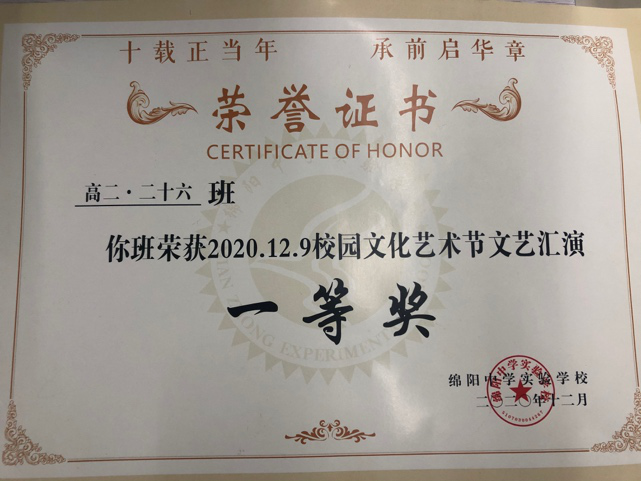 十载正当年 承前启华章
荣誉证书
CERTIFICATE OF HONOR
高二·二十六 班
你班荣获2020.12.9校园文化艺术节文艺汇演
一等奖
绵阳中学实验学校
二〇二〇年十二月